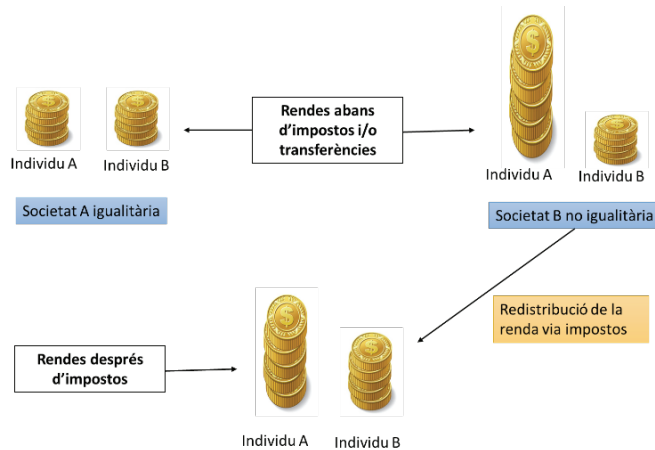 Rendes abans
d'impostos i/o
transferències
Individu A
Individu B
Individu A
Individu B
Societat A igualitària
Societat B no igualitària
Redistribució de la
renda via impostos
Rendes després
d'impostos
Individu A
Individu B